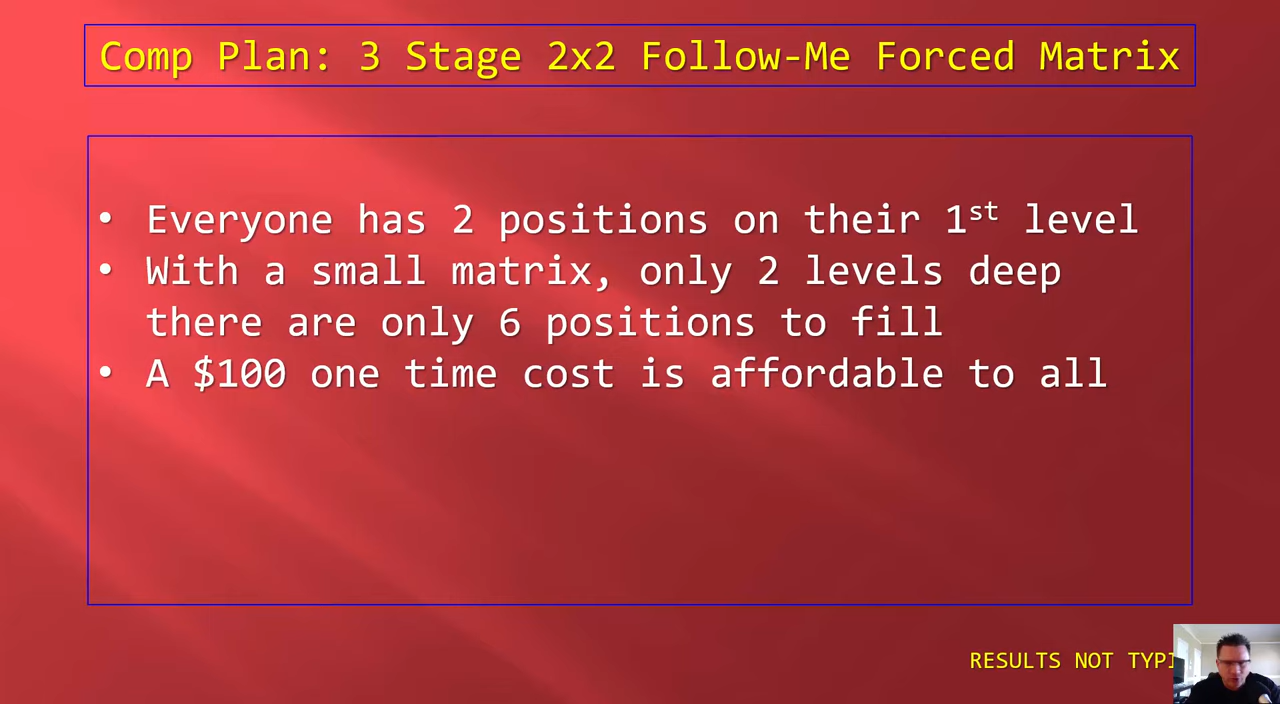 Comp Plan: 3 Stage 2x2 Follow-Me Forced Matrix
• Everyone has 2 positions on their 1st level
• With a small matrix, only 2 levels deep
there are only 6 positions to fill
• A $100 one time cost is affordable to all
RESULTS NOT